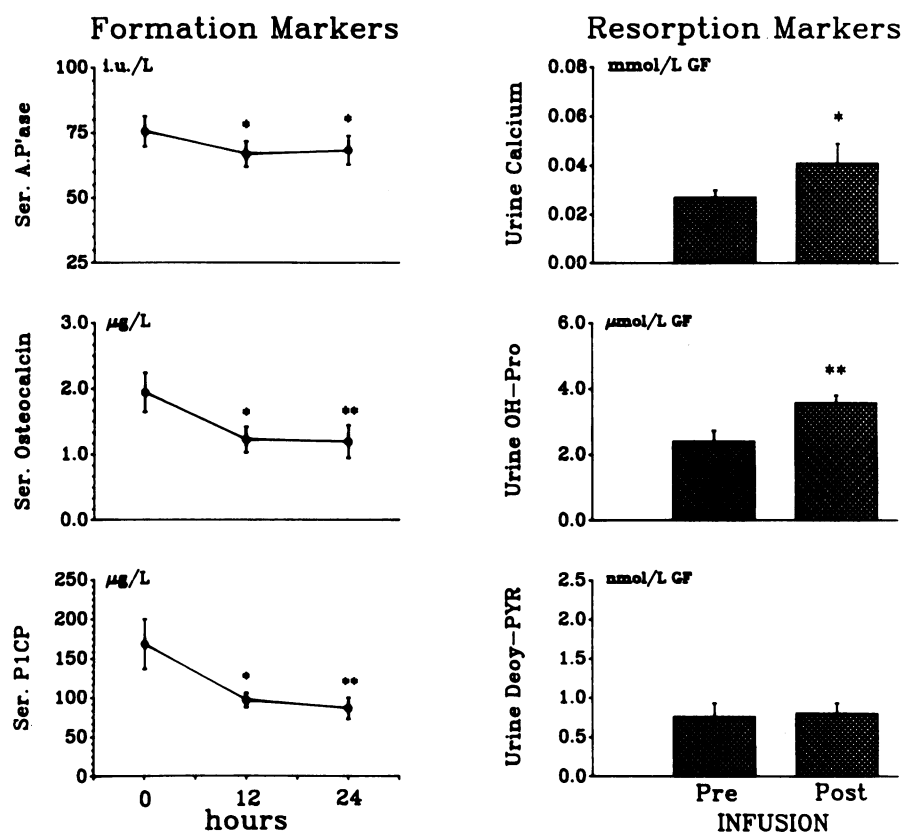 Formation Markers
i.u./L
100
75
50
25
Ser. A.P'ase
*
*
μg/L
3.0
2.0
1.0
0.0
Ser. Osteocalcin
*
**
μg/L
250
200
150
100
50
0
Ser. P1CP
*
**
0 12 24
hours
Resorption Markers
mmol/L GF
0.08
0.06
0.04
0.02
0.00
Urine Calcium
*
μmol/L GF
6.0
4.0
2.0
0.0
Urine OH-Pro
**
nmol/L GF
2.5
2.0
1.5
1.0
0.5
0.0
Urine Deoy-PYR
Pre Post
INFUSION